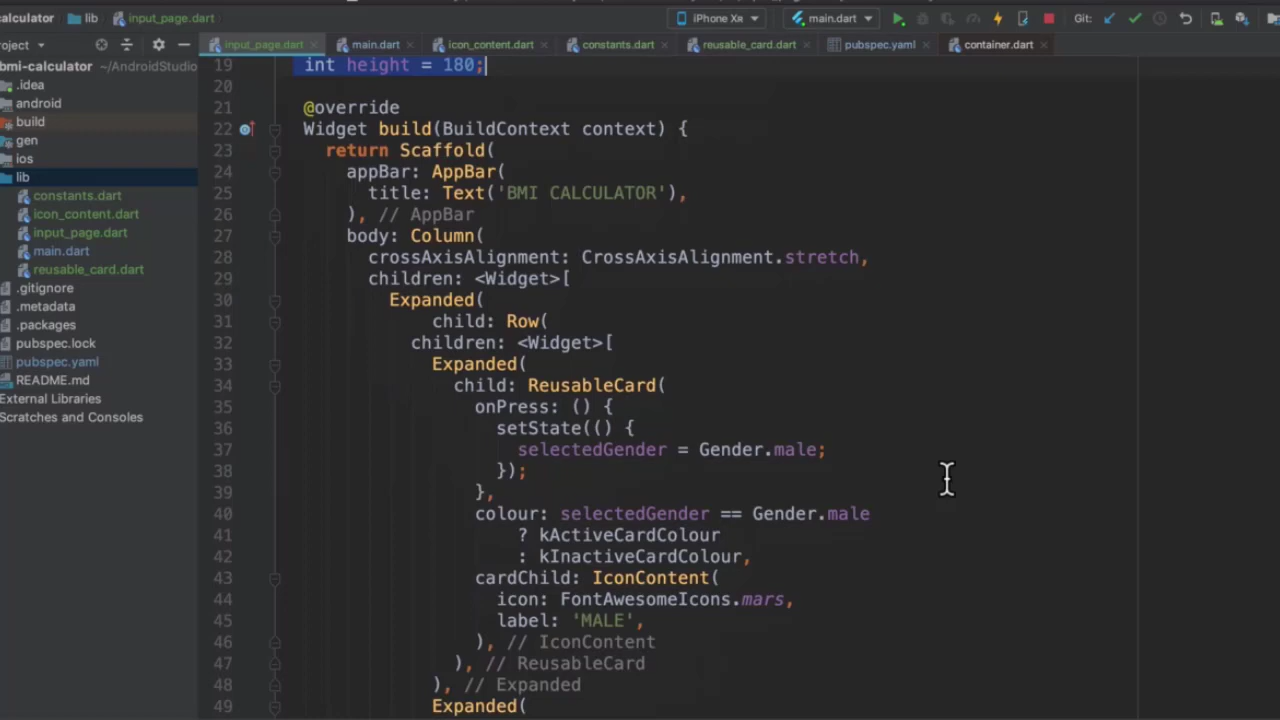 calculator lib input_page.dart iPhone Xʀ main.dart Git:
roject input_page.dart main.dart icon_content.dart constants.dart reusable_card.dart pubspec.yaml container.dart
bmi-calculator ~/AndroidStudio
.idea
android
build
gen
ios
lib
constants.dart
icon_content.dart
input_page.dart
main.dart
reusable_card.dart
.gitignore
.metadata
.packages
pubspec.lock
pubspec.yaml
README.md
External Libraries
Scratches and Consoles
19 int height = 180;
20
21 @override
22 Widget build(BuildContext context) {
23 return Scaffold(
24 appBar: AppBar(
25 title: Text('BMI CALCULATOR'),
26 ), // AppBar
27 body: Column(
28 crossAxisAlignment: CrossAxisAlignment.stretch,
29 children: <Widget>[
30 Expanded(
31 child: Row(
32 children: <Widget>[
33 Expanded(
34 child: ReusableCard(
35 onPress: () {
36 setState(() {
37 selectedGender = Gender.male;
38 });
39 },
40 colour: selectedGender == Gender.male
41 ? kActiveCardColour
42 : kInactiveCardColour,
43 cardChild: IconContent(
44 icon: FontAwesomeIcons.mars,
45 label: 'MALE',
46 ), // IconContent
47 ), // ReusableCard
48 ), // Expanded
49 Expanded(